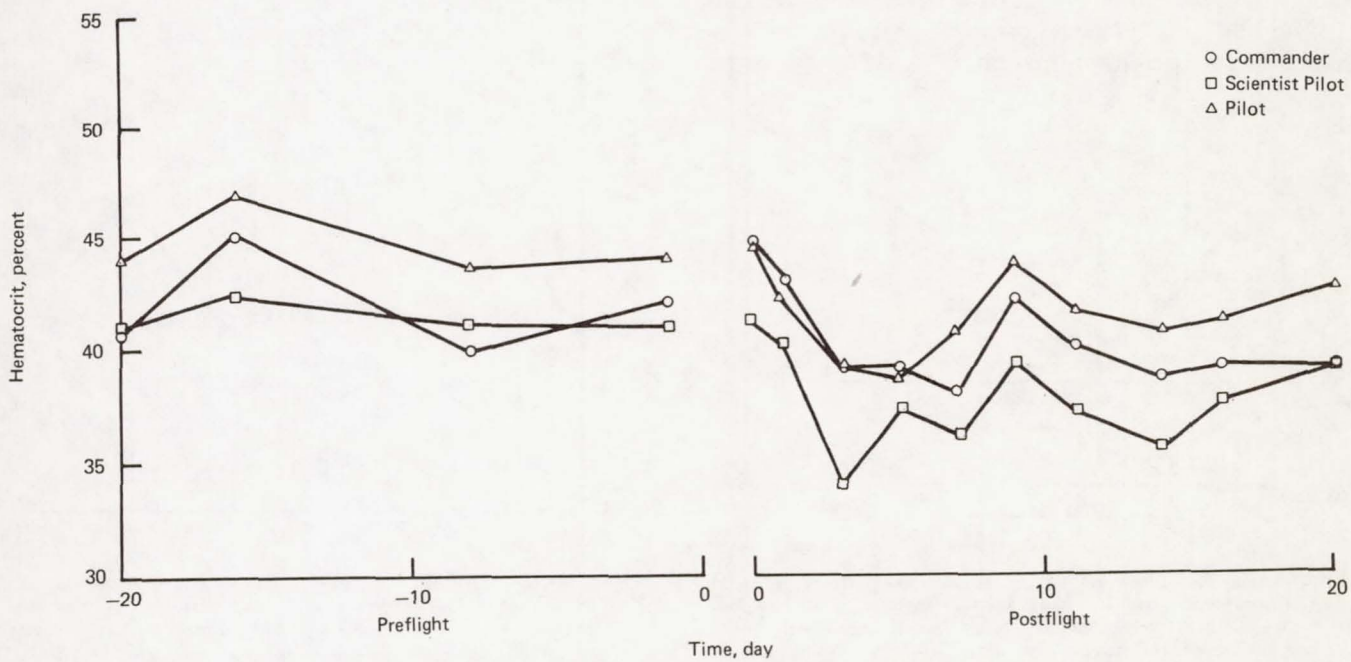 55
50
45
40
35
30
Hematocrit, percent
Commander
Scientist Pilot
Pilot
−20
−10
0
0
10
20
Preflight
Postflight
Time, day